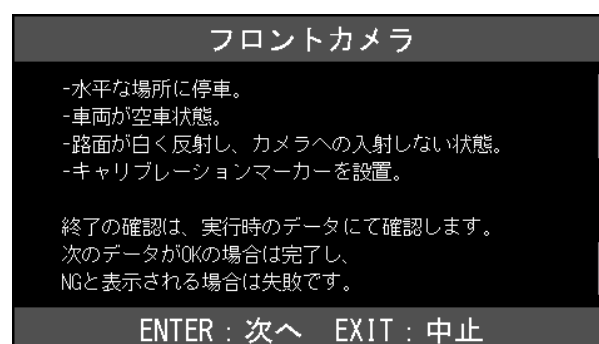 フロントカメラ
-水平な場所に停車。
-車両が空車状態。
-路面が白く反射し、カメラへの入射しない状態。
-キャリブレーションマーカーを設置。
終了の確認は、実行時のデータにて確認します。
次のデータがOKの場合は完了し、
NGと表示される場合は失敗です。
ENTER：次へ　EXIT：中止